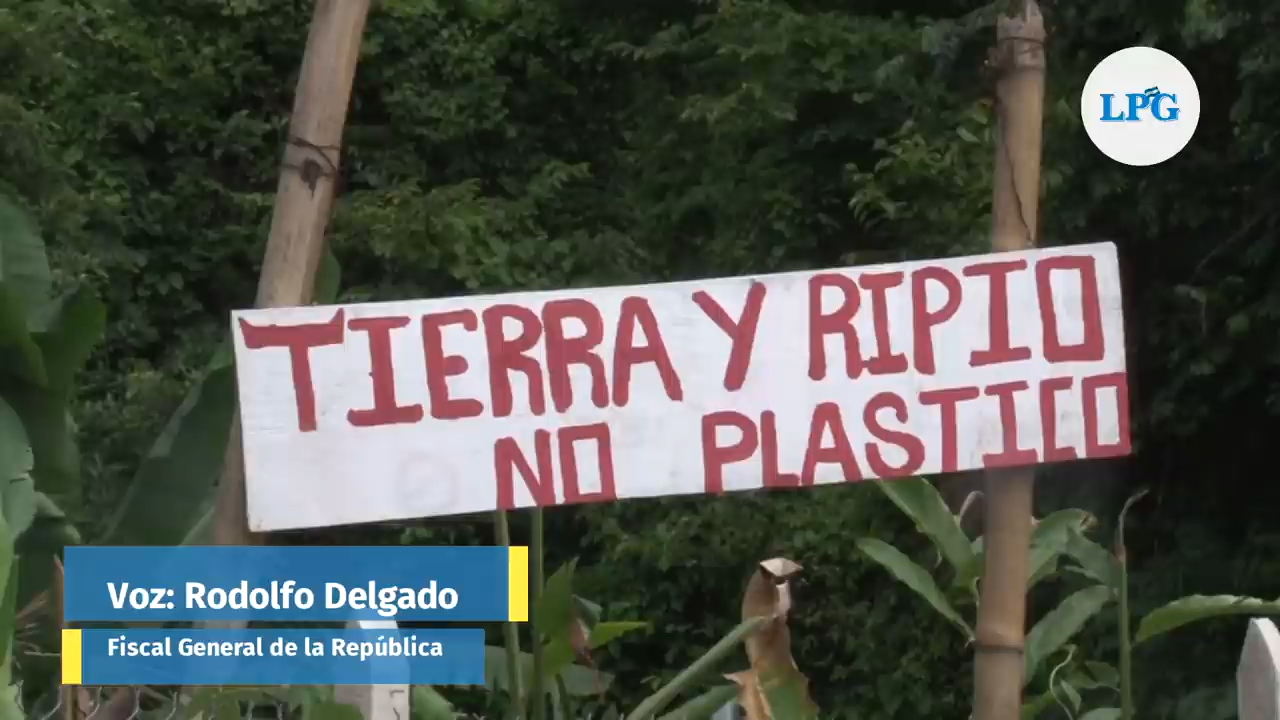 LPG
TIERRA Y RIPIO
NO PLASTICO
Voz: Rodolfo Delgado
Fiscal General de la República